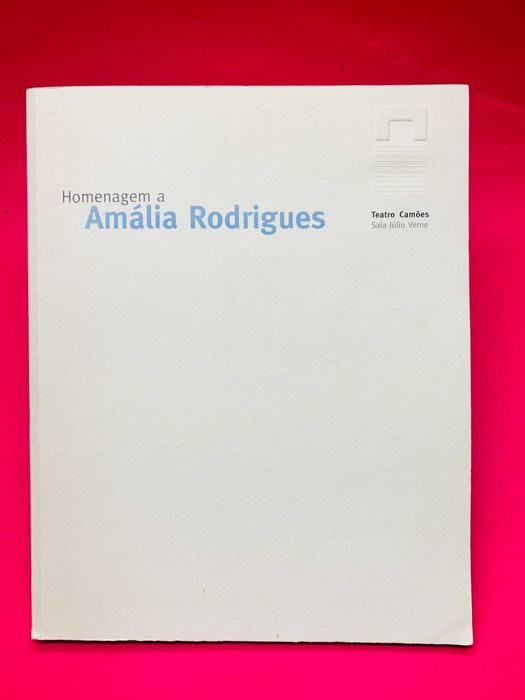 Homenagem a
Amália Rodrigues
Teatro Camões
Sala Júlio Verne